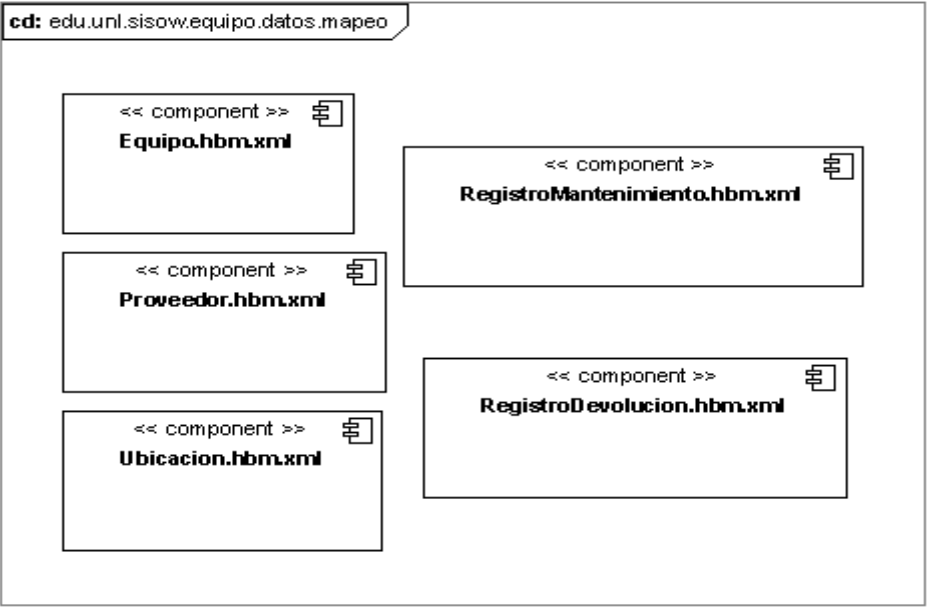 cd: edu.unl.sisow.equipo.datos.mapeo
<< component >>
Equipo.hbm.xml
<< component >>
RegistroMantenimiento.hbm.xml
<< component >>
Proveedor.hbm.xml
<< component >>
RegistroDevolucion.hbm.xml
<< component >>
Ubicacion.hbm.xml